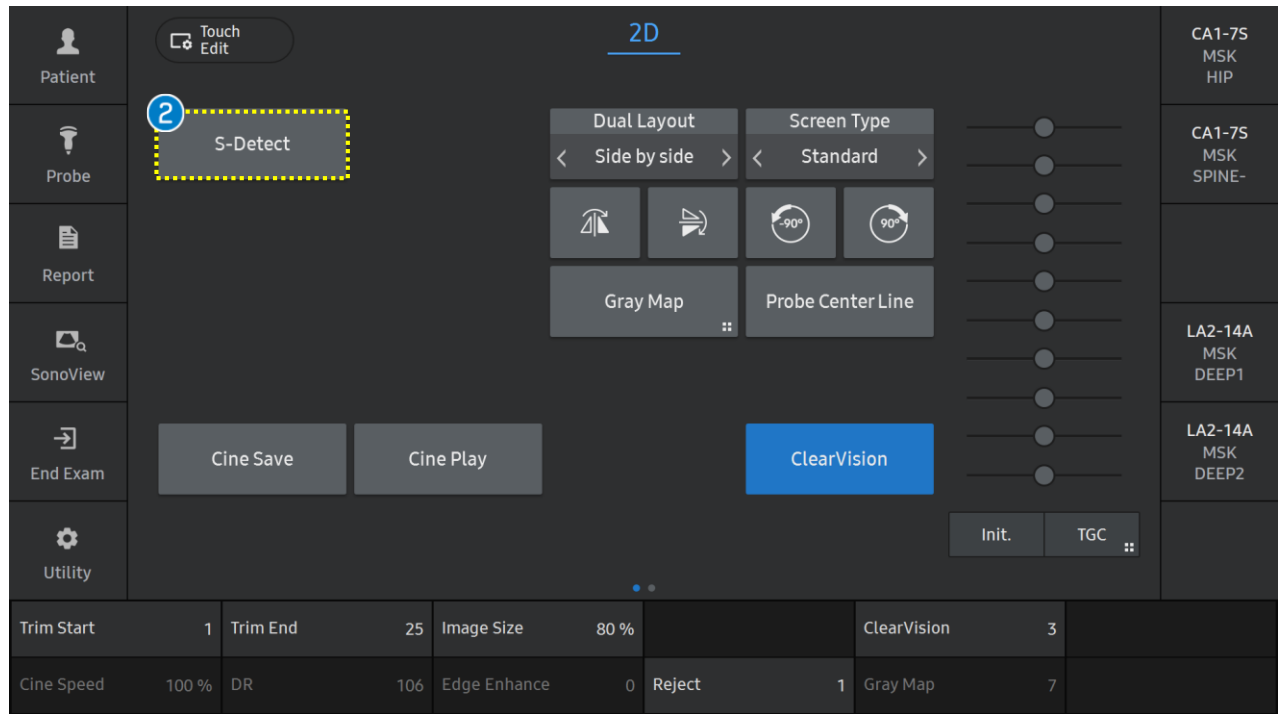 Patient
Probe
Report
SonoView
End Exam
Utility
Touch
Edit
2D
2
S-Detect
Dual Layout
Side by side
Screen Type
Standard
-90°
90°
Gray Map
Probe Center Line
Cine Save
Cine Play
ClearVision
Init.
TGC
CA1-7S
MSK
HIP
CA1-7S
MSK
SPINE-
LA2-14A
MSK
DEEP1
LA2-14A
MSK
DEEP2
Trim Start 1
Trim End 25
Image Size 80 %
ClearVision 3
Cine Speed 100 %
DR 106
Edge Enhance 0
Reject 1
Gray Map 7